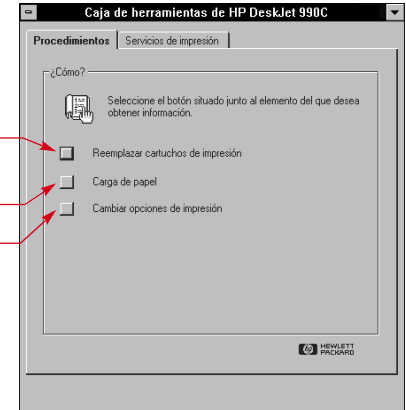 Caja de herramientas de HP DeskJet 990C
Procedimientos
Servicios de impresión
¿Cómo?
Seleccione el botón situado junto al elemento del que desea
obtener información.
Reemplazar cartuchos de impresión
Carga de papel
Cambiar opciones de impresión
hp HEWLETT
PACKARD